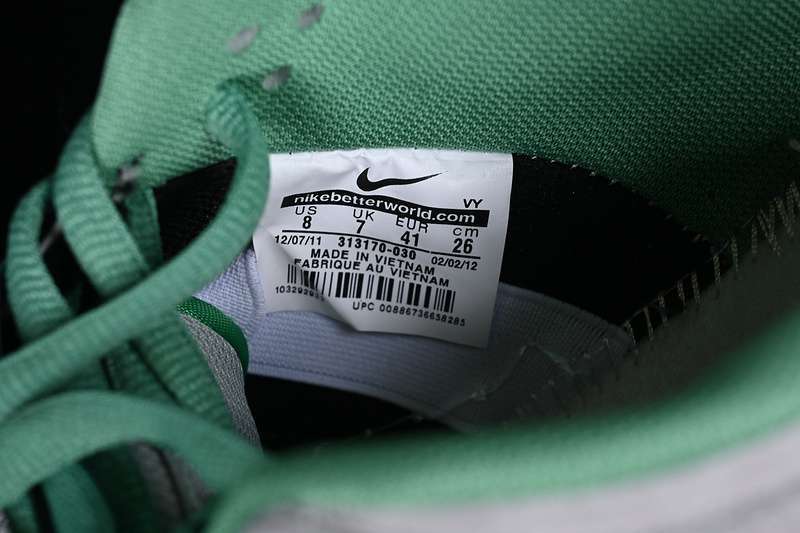 VY
nikebetterworld.com
US UK EUR cm
8 7 41 26
12/07/11 313170-030 02/02/12
MADE IN VIETNAM
FABRIQUE AU VIETNAM
UPC 00886736658285